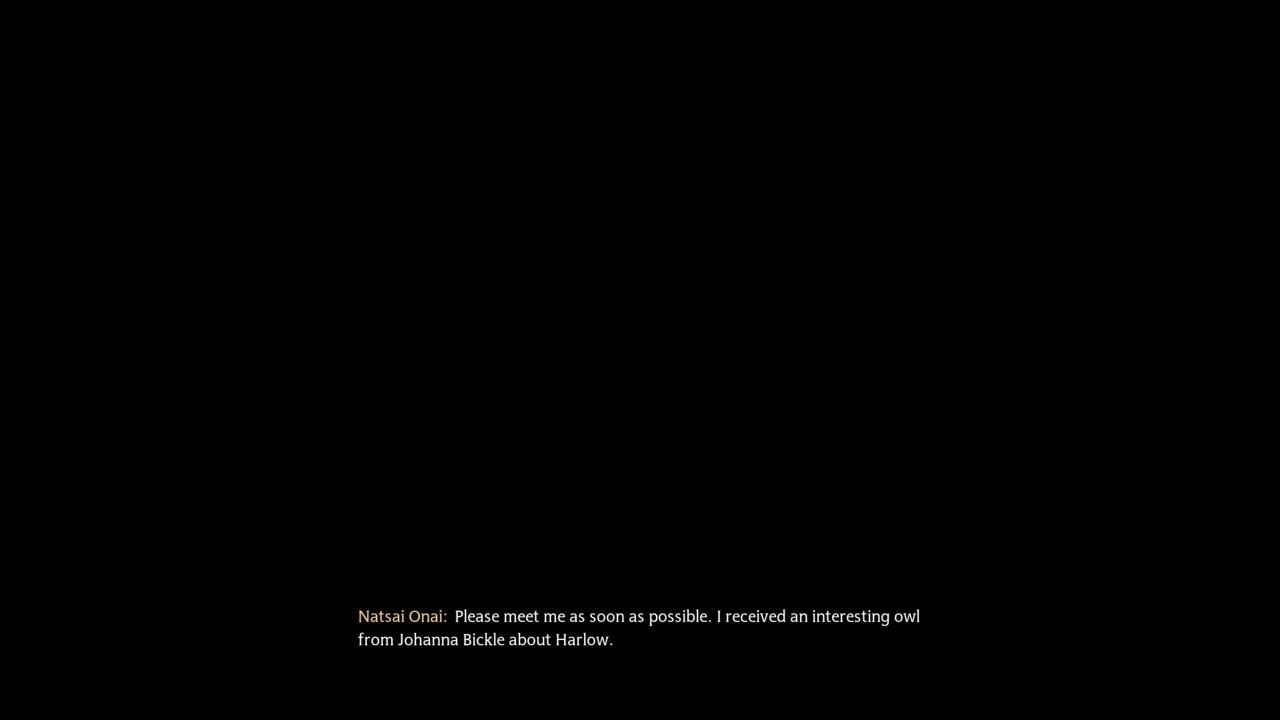 Natsai Onai: Please meet me as soon as possible. I received an interesting owl
from Johanna Bickle about Harlow.